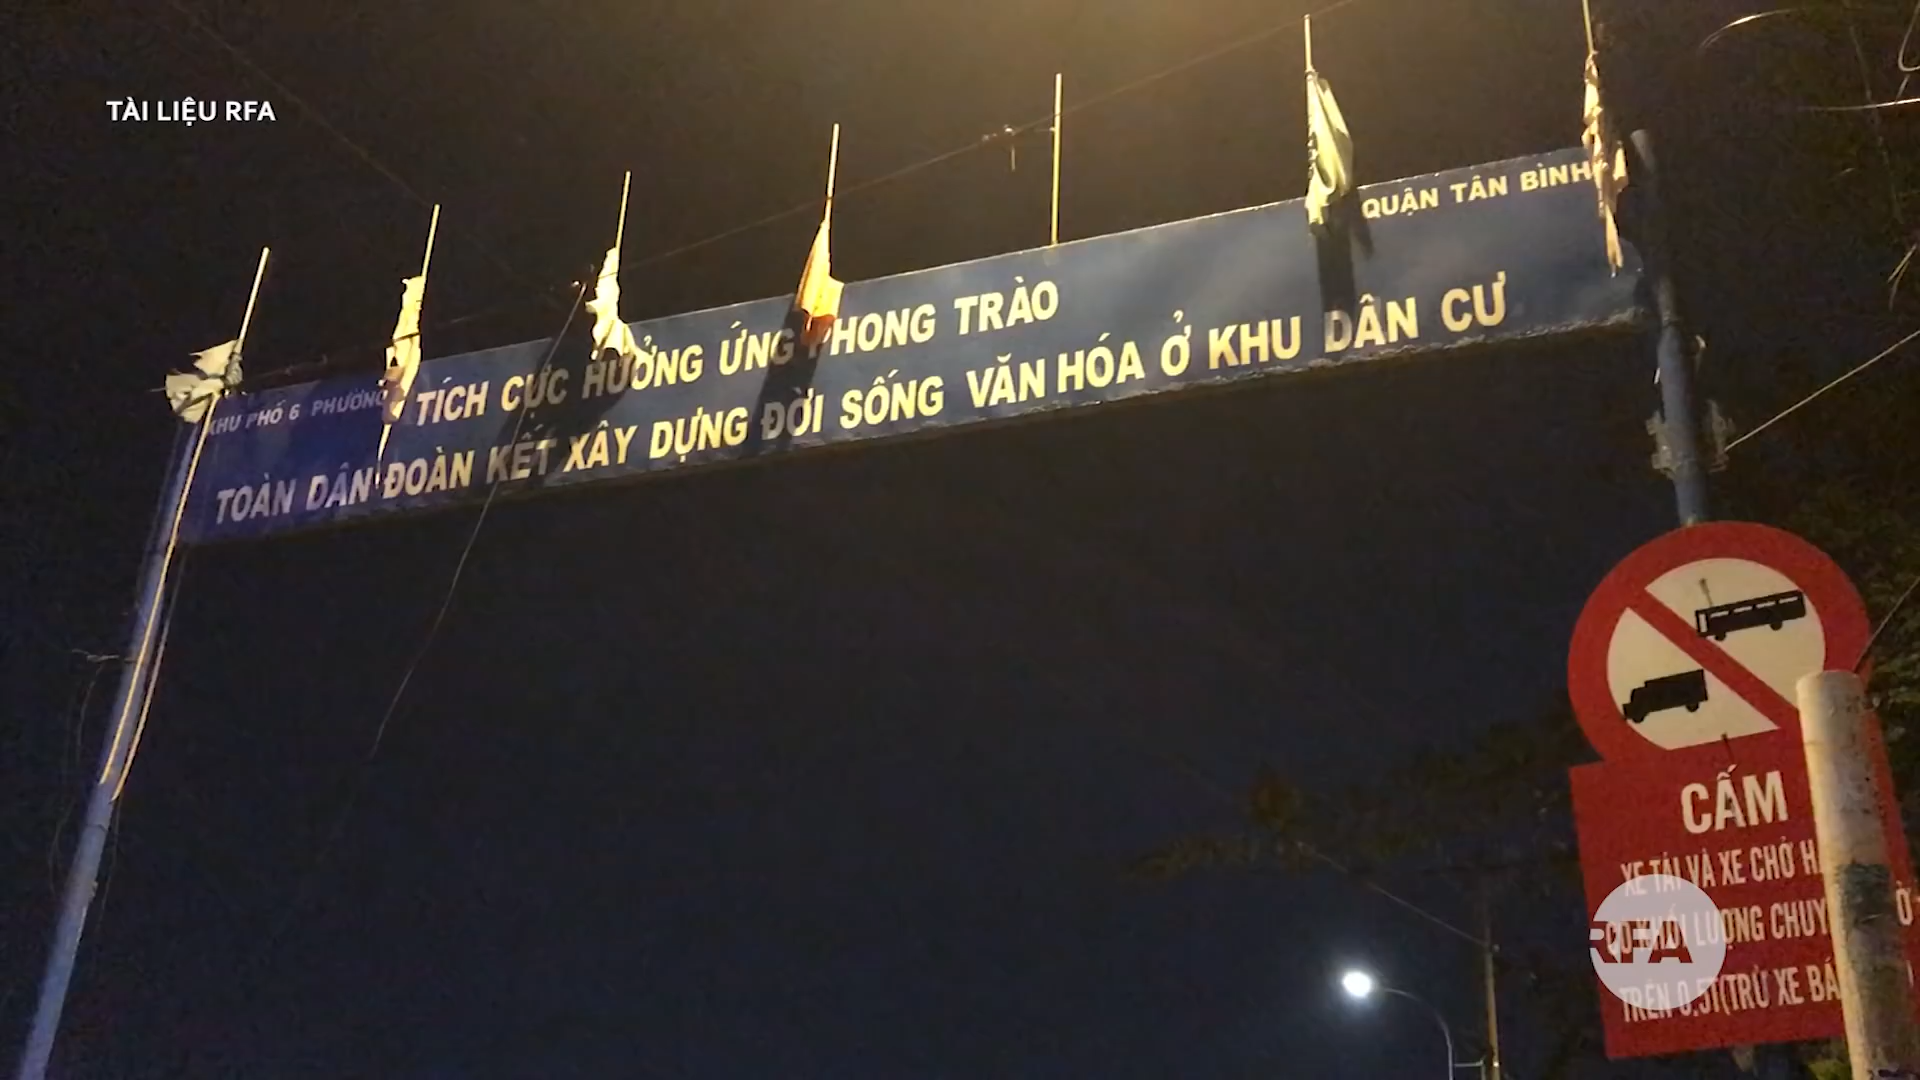 TÀI LIỆU RFA
QUẬN TÂN BÌNH
KHU PHỐ 6 PHƯỜNG
TÍCH CỰC HƯỞNG ỨNG PHONG TRÀO
TOÀN DÂN ĐOÀN KẾT XÂY DỰNG ĐỜI SỐNG VĂN HÓA Ở KHU DÂN CƯ
CẤM
XE TẢI VÀ XE CHỞ
CÓ KHỐI LƯỢNG CHUY
TRÊN 0,5T(TRỪ XE BÁ
RFA